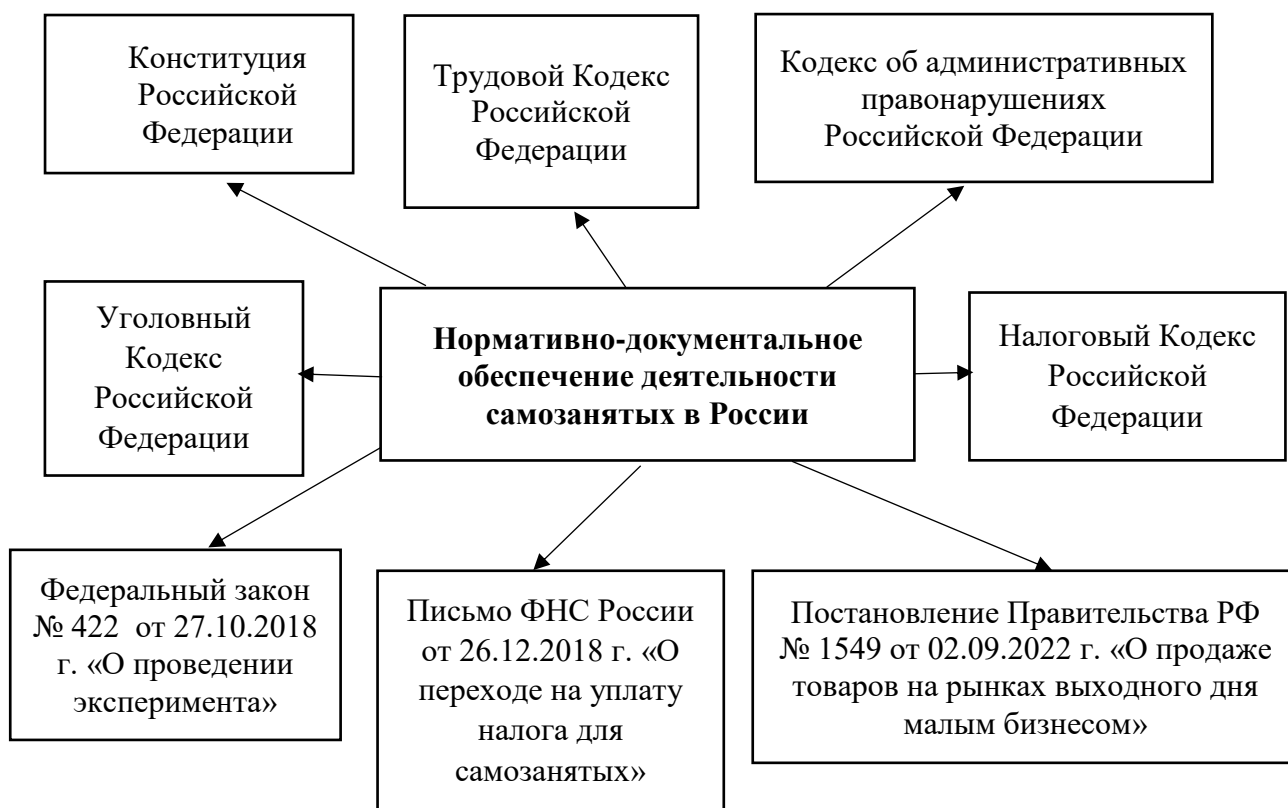 Конституция
Российской
Федерации
Трудовой Кодекс
Российской
Федерации
Кодекс об административных
правонарушениях
Российской Федерации
Уголовный
Кодекс
Российской
Федерации
Нормативно-документальное
обеспечение деятельности
самозанятых в России
Налоговый Кодекс
Российской
Федерации
Федеральный закон
№ 422 от 27.10.2018
г. «О проведении
эксперимента»
Письмо ФНС России
от 26.12.2018 г. «О
переходе на уплату
налога для
самозанятых»
Постановление Правительства РФ
№ 1549 от 02.09.2022 г. «О продаже
товаров на рынках выходного дня
малым бизнесом»